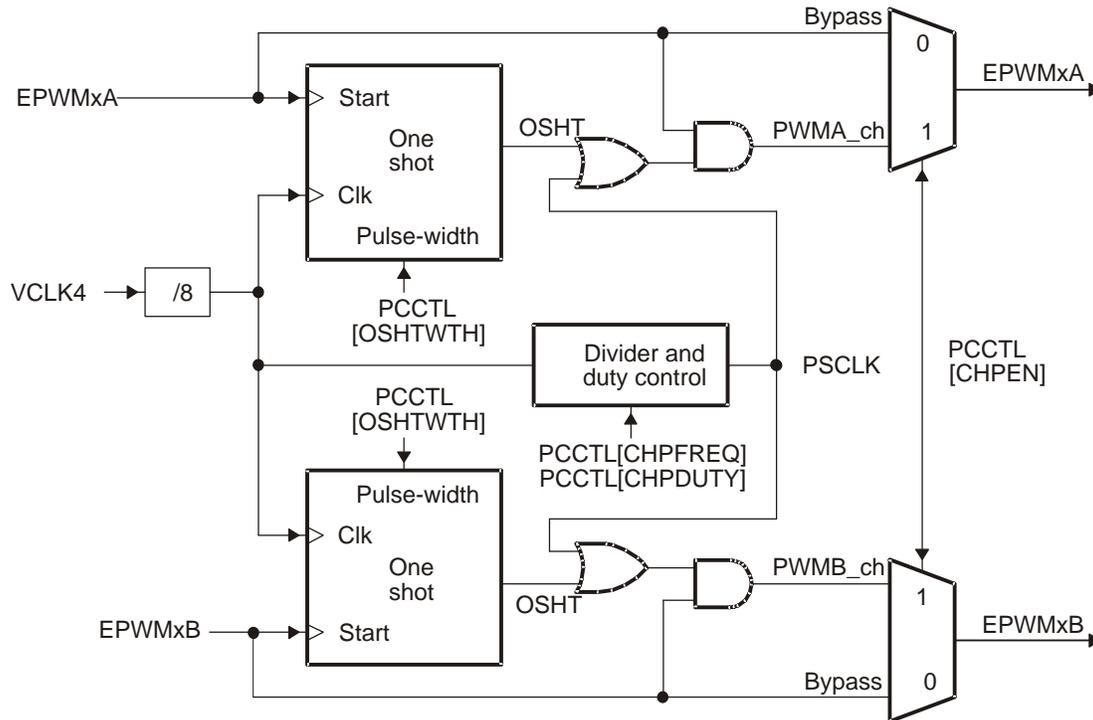 Bypass
0
EPWMxA
EPWMxA
Start
OSHT
PWMA_ch
1
One
shot
Clk
Pulse-width
VCLK4
/8
PCCTL
[OSHTWTH]
Divider and
duty control
PSCLK
PCCTL
[CHPEN]
PCCTL
[OSHTWTH]
PCCTL[CHPFREQ]
PCCTL[CHPDUTY]
Pulse-width
Clk
One
shot
PWMB_ch
1
OSHT
EPWMxB
Start
EPWMxB
Bypass
0